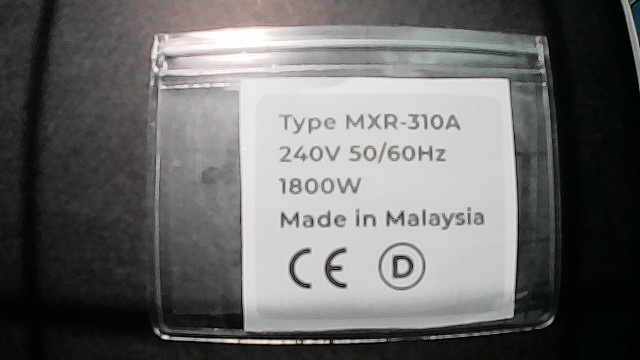 Type MXR-310A
240V 50/60Hz
1800W
Made in Malaysia
CE D